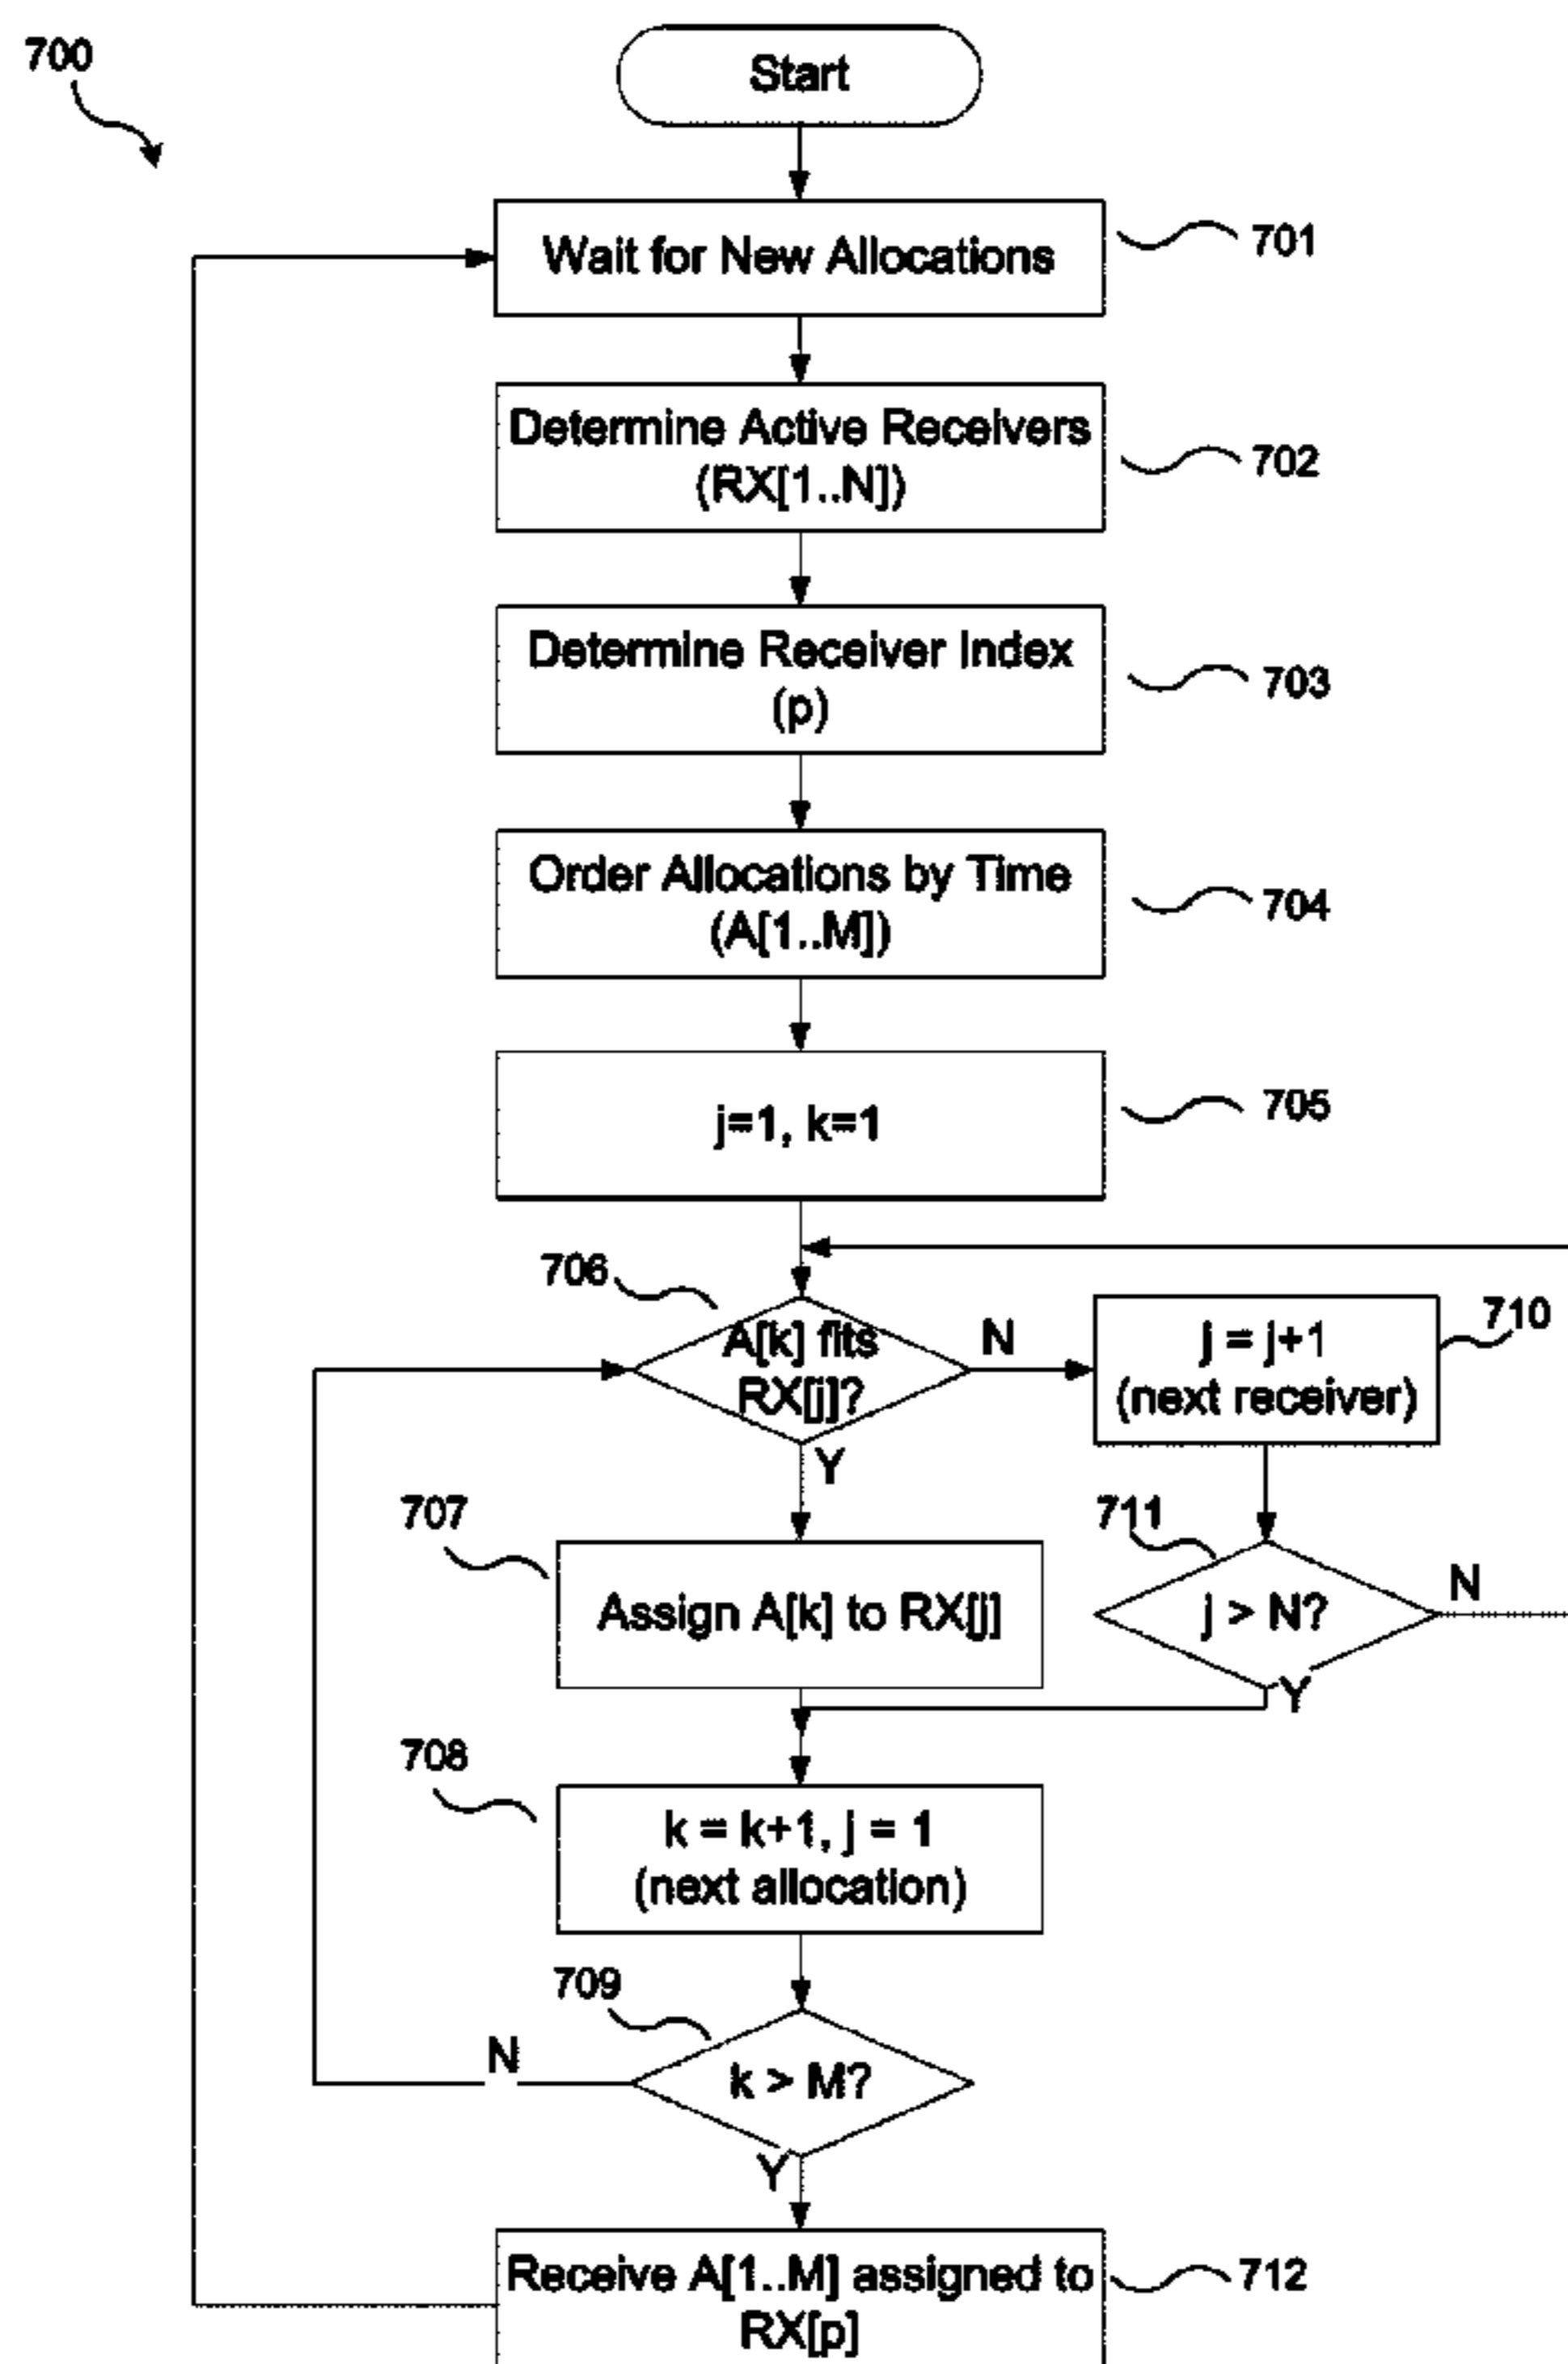 700
Start
Wait for New Allocations
701
Determine Active Receivers
(RX[1..N])
702
Determine Receiver Index
(p)
703
Order Allocations by Time
(A[1..M])
704
j=1, k=1
705
706
A[k] fits
RX[j]?
N
Y
j = j+1
(next receiver)
710
707
Assign A[k] to RX[j]
711
j > N?
N
Y
708
k = k+1, j = 1
(next allocation)
709
k > M?
N
Y
Receive A[1..M] assigned to
RX[p]
712